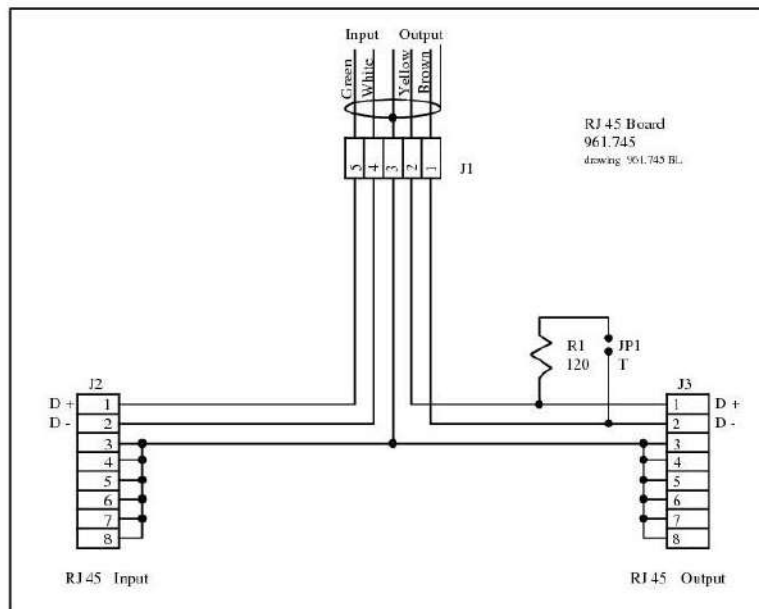 Input Output
Green White Yellow Brown
5 4 3 2 1
J1
RJ 45 Board
961.745
drawing 961.745 BL
R1
120
JP1
T
J2
D + 1
D - 2
3
4
5
6
7
8
RJ 45 Input
J3
1 D +
2 D -
3
4
5
6
7
8
RJ 45 Output